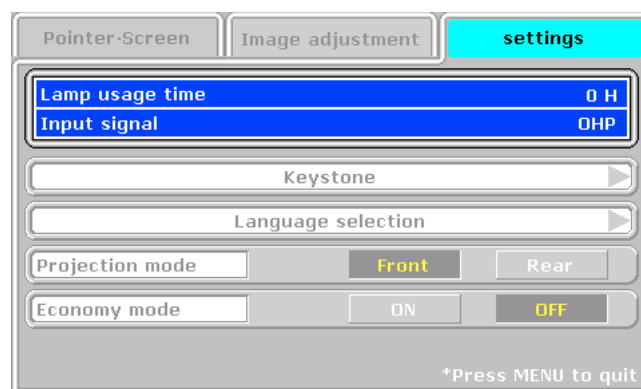 Pointer·Screen Image adjustment settings
Lamp usage time 0 H
Input signal OHP
Keystone
Language selection
Projection mode Front Rear
Economy mode ON OFF
*Press MENU to quit